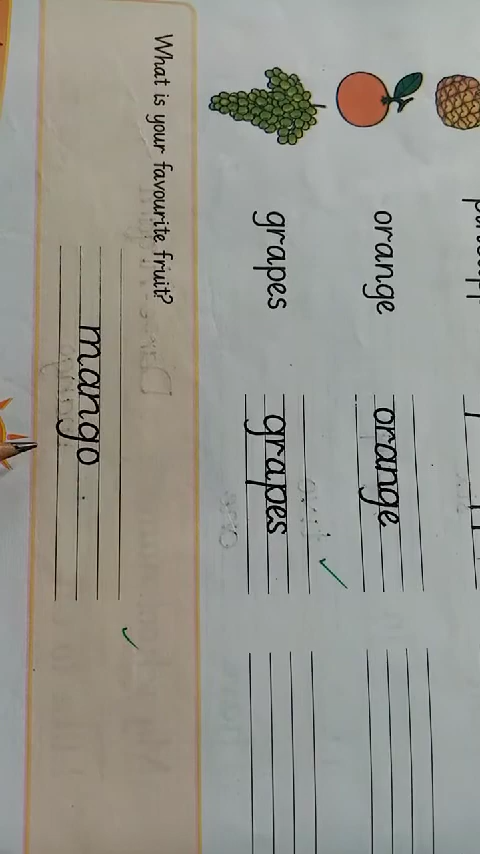 orange orange
grapes grapes
What is your favourite fruit?
mango